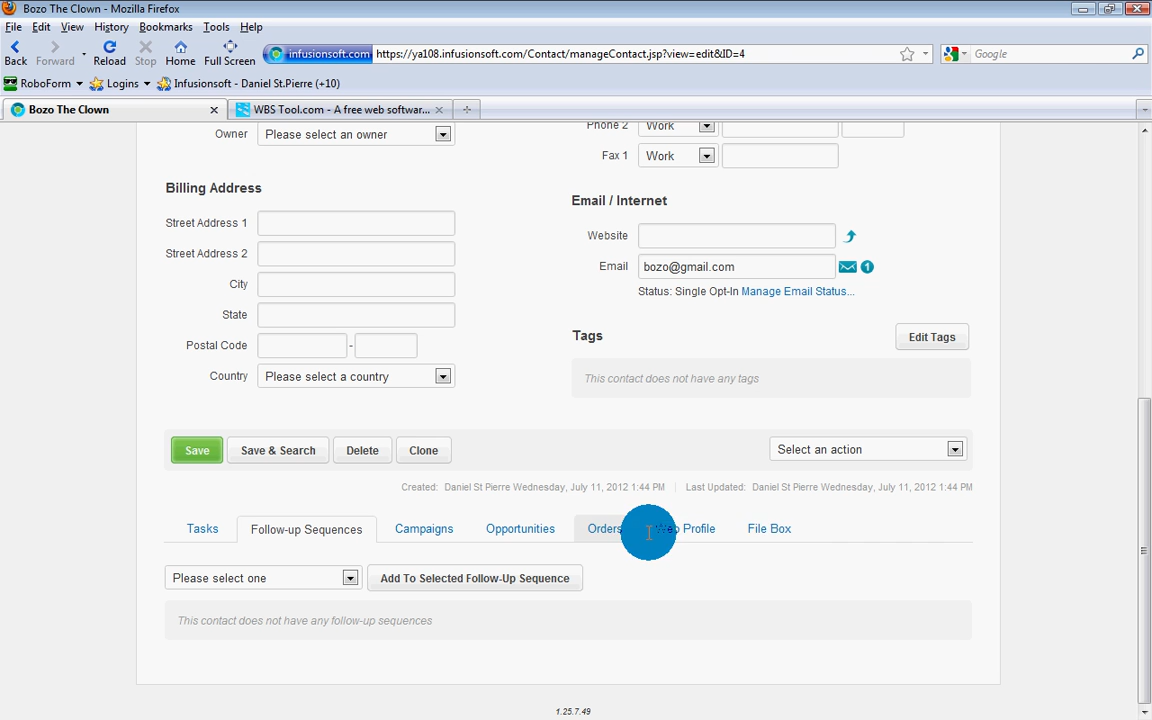 Bozo The Clown - Mozilla Firefox
File Edit View History Bookmarks Tools Help
Back Forward Reload Stop Home Full Screen infusionsoft.com https://ya108.infusionsoft.com/Contact/manageContact.jsp?view=edit&ID=4 Google
RoboForm Logins Infusionsoft - Daniel St.Pierre (+10)
Bozo The Clown WBS Tool.com - A free web softwar...
Owner Please select an owner
Phone 2 Work
Fax 1 Work
Billing Address
Street Address 1
Street Address 2
City
State
Postal Code -
Country Please select a country
Email / Internet
Website
Email bozo@gmail.com 1
Status: Single Opt-In Manage Email Status...
Tags Edit Tags
This contact does not have any tags
Save Save & Search Delete Clone Select an action
Created: Daniel St Pierre Wednesday, July 11, 2012 1:44 PM | Last Updated: Daniel St Pierre Wednesday, July 11, 2012 1:44 PM
Tasks Follow-up Sequences Campaigns Opportunities Orders Web Profile File Box
Please select one Add To Selected Follow-Up Sequence
This contact does not have any follow-up sequences
1.25.7.49